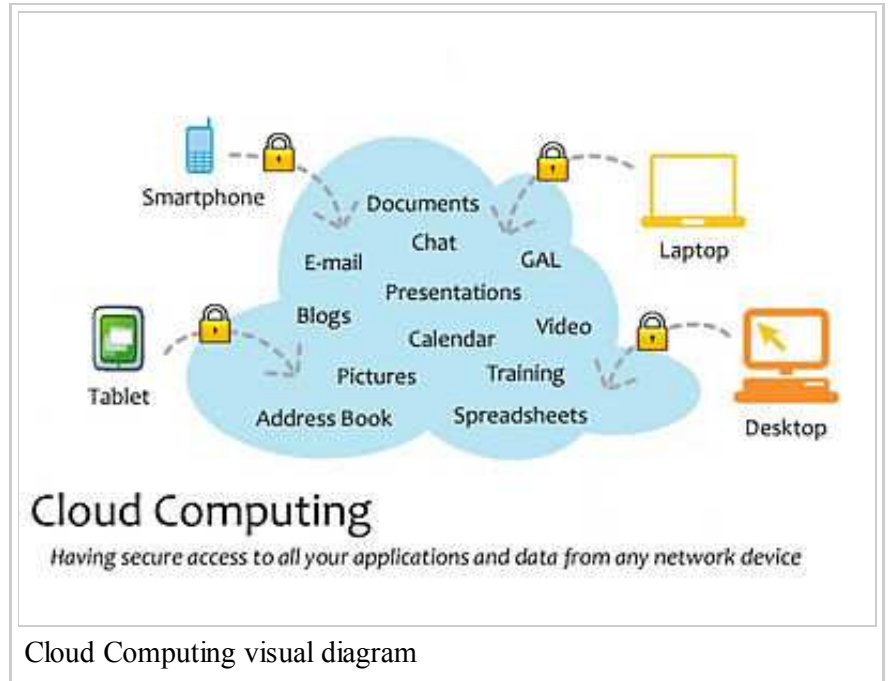 Smartphone
Documents
Chat
E-mail
GAL
Laptop
Presentations
Blogs
Video
Calendar
Tablet
Pictures
Training
Address Book
Spreadsheets
Desktop
Cloud Computing
Having secure access to all your applications and data from any network device
Cloud Computing visual diagram